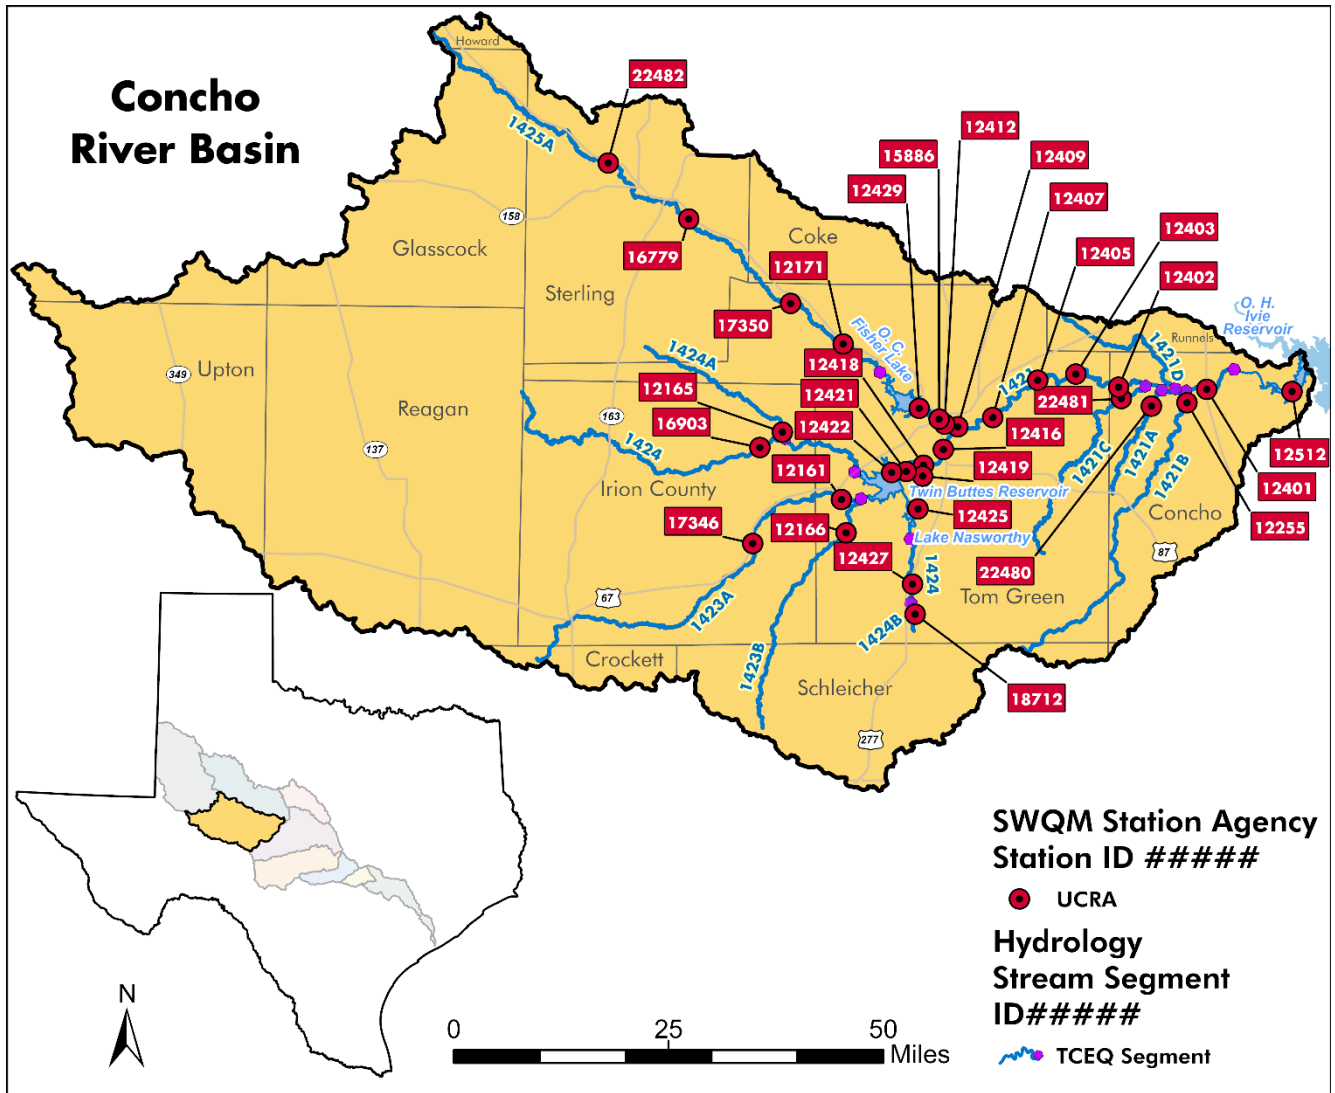 Concho
River Basin
Howard
22482
1425A
12412
15886
12409
12429
12407
158
Glasscock
16779
Coke
12403
12405
12171
12402
Sterling
17350
O. C.
Fisher Lake
O. H.
Ivie
Reservoir
Runnels
1421D
1421
349
Upton
1424A
12418
12165
12421
22481
Reagan
163
16903
12422
12416
1421C
1421A
1421B
12512
137
1424
12161
12419
12401
Irion County
Twin Buttes Reservoir
12425
Concho
12255
17346
12166
Lake Nasworthy
87
12427
22480
1424
67
1423A
Tom Green
1424B
Crockett
1423B
Schleicher
18712
277
SWQM Station Agency
Station ID #####
UCRA
Hydrology
Stream Segment
ID#####
TCEQ Segment
N
0 25 50
Miles